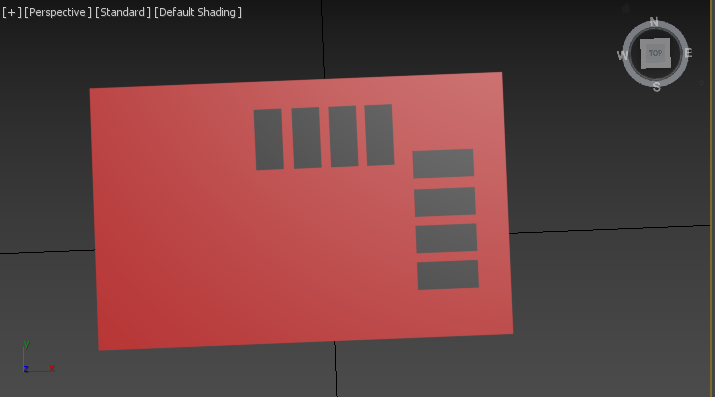 [+] [Perspective] [Standard] [Default Shading]
N
W
TOP
E
S
y
z
x